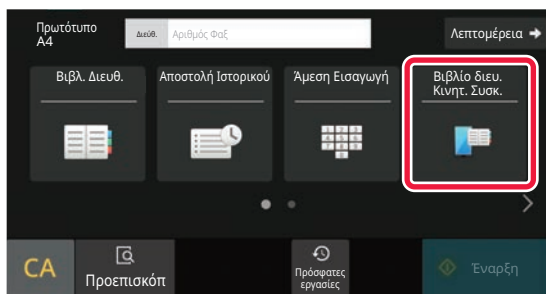 Πρωτότυπο
A4
Διεύθ.
Αριθμός Φαξ
Λεπτομέρεια
Βιβλ. Διευθ.
Αποστολή Ιστορικού
Άμεση Εισαγωγή
Βιβλίο διευ.
Κινητ. Συσκ.
CA
Προεπισκόπ
Πρόσφατες
εργασίες
Έναρξη